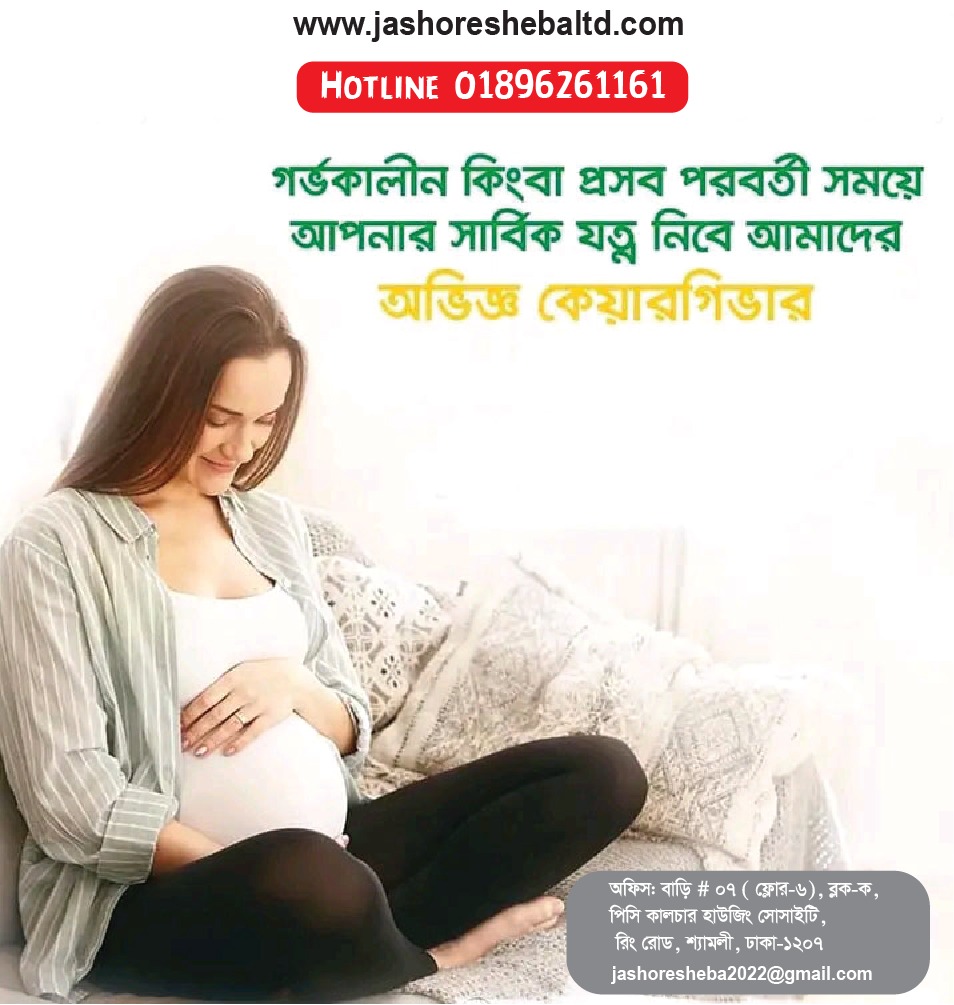 www.jashoreshebaltd.com
HOTLINE 01896261161
গর্ভকালীন কিংবা প্রসব পরবর্তী সময়ে
আপনার সার্বিক যত্ন নিবে আমাদের
অভিজ্ঞ কেয়ারগিভার
অফিস: বাড়ি # ০৭ ( ফ্লোর-৬), ব্লক-ক,
পিসি কালচার হাউজিং সোসাইটি,
রিং রোড, শ্যামলী, ঢাকা-১২০৭
jashoresheba2022@gmail.com